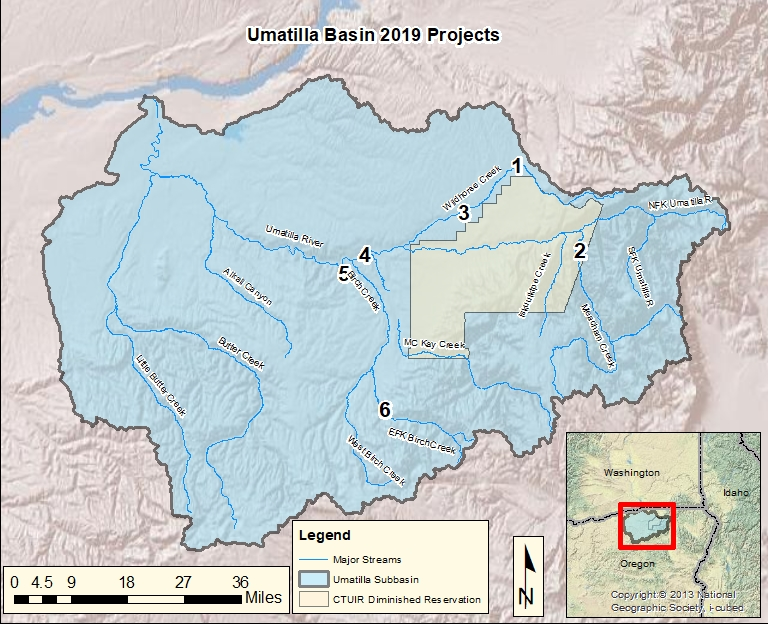 Umatilla Basin 2019 Projects
1
Wildhorse Creek
3
NFK Umatilla R
Umatilla River
4
2
5
Birch Creek
Alkali Canyon
Iskuulktpe Creek
SFK Umatilla R
Meacham Creek
MC Kay Creek
Butter Creek
Little Butter Creek
6
EFK BirchCreek
West Birch Creek
Washington
Idaho
Oregon
Copyright:© 2013 National
Geographic Society, i-cubed
Legend
Major Streams
Umatilla Subbasin
CTUIR Diminished Reservation
0 4.5 9 18 27 36
Miles
N